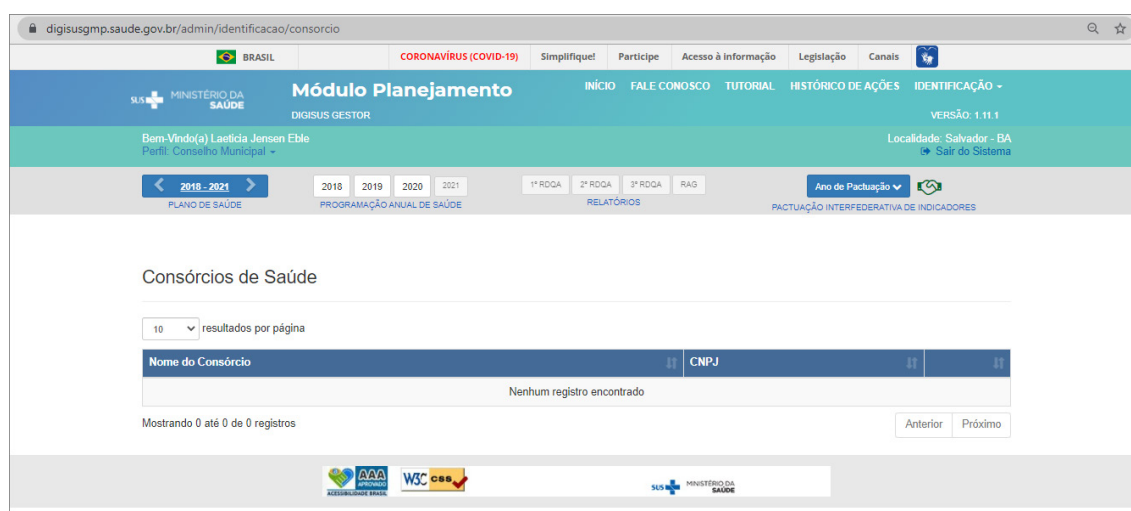 digisusgmp.saude.gov.br/admin/identificacao/consorcio
BRASIL CORONAVÍRUS (COVID-19) Simplifique! Participe Acesso à informação Legislação Canais
SUS MINISTÉRIO DA SAÚDE
Módulo Planejamento
DIGISUS GESTOR
INÍCIO FALE CONOSCO TUTORIAL HISTÓRICO DE AÇÕES IDENTIFICAÇÃO
VERSÃO: 1.11.1
Bem-Vindo(a) Laeticia Jensen Eble Localidade: Salvador - BA
Perfil: Conselho Municipal Sair do Sistema
2018 - 2021 2018 2019 2020 2021 1º RDQA 2º RDQA 3º RDQA RAG Ano de Pactuação
PLANO DE SAÚDE PROGRAMAÇÃO ANUAL DE SAÚDE RELATÓRIOS PACTUAÇÃO INTERFEDERATIVA DE INDICADORES
Consórcios de Saúde
10 resultados por página
Nome do Consórcio CNPJ
Nenhum registro encontrado
Mostrando 0 até 0 de 0 registros Anterior Próximo
AAA APROVADO
ACESSIBILIDADE BRASIL
W3C css
SUS MINISTÉRIO DA SAÚDE